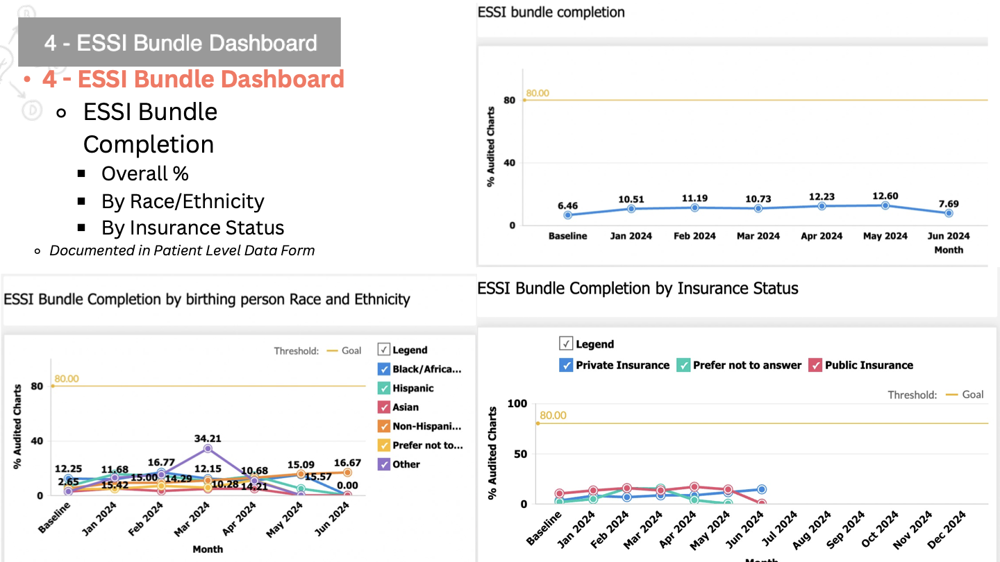 4 - ESSI Bundle Dashboard
• 4 - ESSI Bundle Dashboard
ESSI Bundle
Completion
Overall %
By Race/Ethnicity
By Insurance Status
Documented in Patient Level Data Form
B
D
ESSI bundle completion
% Audited Charts
80.00
80
40
0
6.46
10.51
11.19
10.73
12.23
12.60
7.69
Baseline Jan 2024 Feb 2024 Mar 2024 Apr 2024 May 2024 Jun 2024
Month
ESSI Bundle Completion by birthing person Race and Ethnicity
Threshold: Goal
Legend
Black/Africa...
Hispanic
Asian
Non-Hispani...
Prefer not to...
Other
% Audited Charts
80.00
80
40
0
34.21
12.25 11.68 16.77 12.15 10.68 15.09 16.67
2.65 15.42 15.00 14.29 10.28 14.21 15.57 0.00
Baseline Jan 2024 Feb 2024 Mar 2024 Apr 2024 May 2024 Jun 2024
Month
ESSI Bundle Completion by Insurance Status
Legend
Private Insurance Prefer not to answer Public Insurance
Threshold: Goal
% Audited Charts
100
80.00
50
0
Baseline Jan 2024 Feb 2024 Mar 2024 Apr 2024 May 2024 Jun 2024 Jul 2024 Aug 2024 Sep 2024 Oct 2024 Nov 2024 Dec 2024
Month